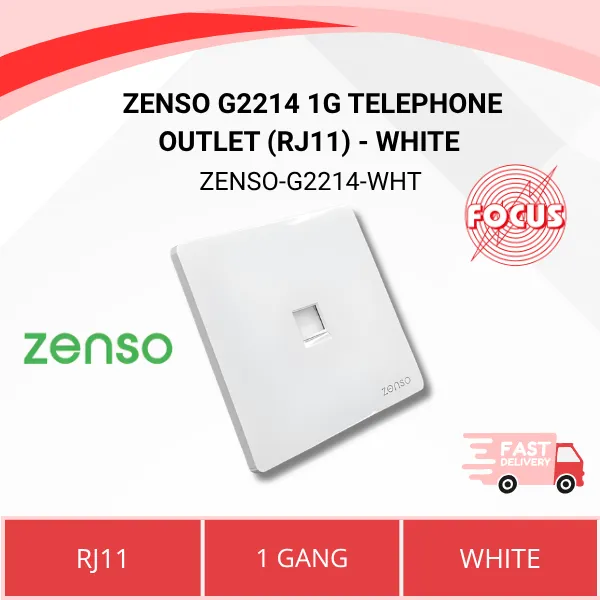 ZENSO G2214 1G TELEPHONE
OUTLET (RJ11) - WHITE
ZENSO-G2214-WHT
FOCUS
zenso
zenso
FAST
DELIVERY
RJ11
1 GANG
WHITE